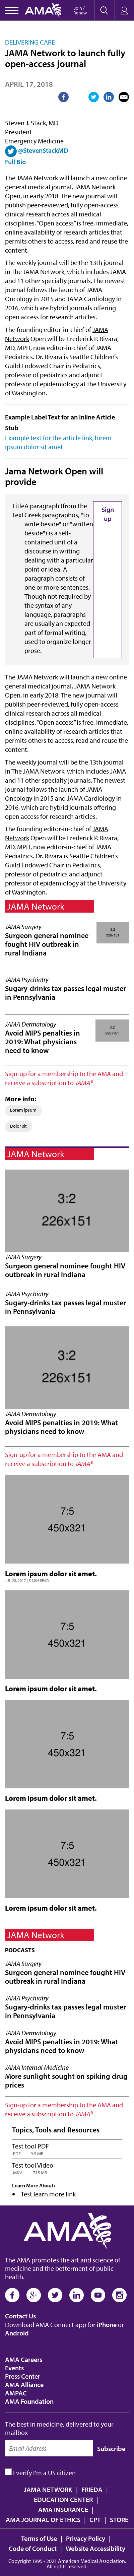 AMA
Join /
Renew
DELIVERING CARE
JAMA Network to launch fully
open-access journal
APRIL 17, 2018
Steven J. Stack, MD
President
Emergency Medicine
@StevenStackMD
Full Bio
The JAMA Network will launch a new online
general medical journal, JAMA Network
Open, in early 2018. The new journal will
publish peer-reviewed, fully open-access
articles from across all specialties and
disciplines. "Open access" is free, immediate,
online availability of research articles that
users can view without charge to access the
content.
The weekly journal will be the 13th journal
in The JAMA Network, which includes JAMA
and 11 other specialty journals. The newest
journal follows the launch of JAMA
Oncology in 2015 and JAMA Cardiology in
2016, which are part of the network's hybrid
journals, offering options for open access for
research articles.
The founding editor-in-chief of JAMA
Network Open will be Frederick P. Rivara,
MD, MPH, former editor-in-chief of JAMA
Pediatrics. Dr. Rivara is Seattle Children's
Guild Endowed Chair in Pediatrics,
professor of pediatrics and adjunct
professor of epidemiology at the University
of Washington.
Example Label Text for an Inline Article
Stub
Example text for the article link, lorem
ipsum dolor sit amet
Jama Network Open will
provide
Title
A paragraph (from the
Text
Greek paragraphos, "to
write beside" or "written
beside") is a self-
contained unit of a
discourse in writing
dealing with a particular
point or idea. A
paragraph consists of
one or more sentences.
Though not required by
the syntax of any
language, paragraphs
are usually an expected
part of formal writing,
used to organize longer
prose.
Sign
up
The JAMA Network will launch a new online
general medical journal, JAMA Network
Open, in early 2018. The new journal will
publish peer-reviewed, fully open-access
articles from across all specialties and
disciplines. "Open access" is free, immediate,
online availability of research articles that
users can view without charge to access the
content.
The weekly journal will be the 13th journal
in The JAMA Network, which includes JAMA
and 11 other specialty journals. The newest
journal follows the launch of JAMA
Oncology in 2015 and JAMA Cardiology in
2016, which are part of the network's hybrid
journals, offering options for open access for
research articles.
The founding editor-in-chief of JAMA
Network Open will be Frederick P. Rivara,
MD, MPH, former editor-in-chief of JAMA
Pediatrics. Dr. Rivara is Seattle Children's
Guild Endowed Chair in Pediatrics,
professor of pediatrics and adjunct
professor of epidemiology at the University
of Washington.
JAMA Network
JAMA Surgery
Surgeon general nominee
fought HIV outbreak in
rural Indiana
3:2
226x151
JAMA Psychiatry
Sugary-drinks tax passes legal muster
in Pennsylvania
JAMA Dermatology
Avoid MIPS penalties in
2019: What physicians
need to know
3:2
226x151
Sign-up for a membership to the AMA and
receive a subscription to JAMA®
More info:
Lorem ipsum
Dolor sit
JAMA Network
3:2
226x151
JAMA Surgery
Surgeon general nominee fought HIV
outbreak in rural Indiana
JAMA Psychiatry
Sugary-drinks tax passes legal muster
in Pennsylvania
3:2
226x151
JAMA Dermatology
Avoid MIPS penalties in 2019: What
physicians need to know
Sign-up for a membership to the AMA and
receive a subscription to JAMA®
7:5
450x321
Lorem ipsum dolor sit amet.
JUL 28, 2017 | 5 MIN READ
7:5
450x321
Lorem ipsum dolor sit amet.
7:5
450x321
Lorem ipsum dolor sit amet.
7:5
450x321
Lorem ipsum dolor sit amet.
JAMA Network
PODCASTS
JAMA Surgery
Surgeon general nominee fought HIV
outbreak in rural Indiana
JAMA Psychiatry
Sugary-drinks tax passes legal muster
in Pennsylvania
JAMA Dermatology
Avoid MIPS penalties in 2019: What
physicians need to know
JAMA Internal Medicine
More sunlight sought on spiking drug
prices
Sign-up for a membership to the AMA and
receive a subscription to JAMA®
Topics, Tools and Resources
Test tool PDF
.PDF 0.9 MB
Test tool Video
.MKV 715 MB
Learn More About:
Test learn more link
AMA
The AMA promotes the art and science of
medicine and the betterment of public
health.
Contact Us
Download AMA Connect app for iPhone or
Android
AMA Careers
Events
Press Center
AMA Alliance
AMPAC
AMA Foundation
The best in medicine, delivered to your
mailbox
Email Address
Subscribe
I verify I'm a US citizen
JAMA NETWORK | FRIEDA |
EDUCATION CENTER |
AMA INSURANCE |
AMA JOURNAL OF ETHICS | CPT | STORE
Terms of Use | Privacy Policy |
Code of Conduct | Website Accessibility
Copyright 1995 - 2021 American Medical Association.
All rights reserved.